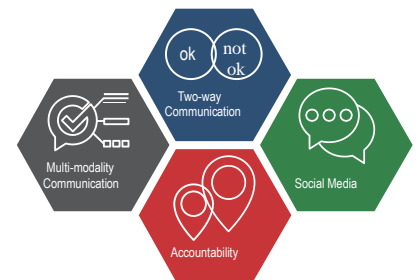 ok
not
ok
Two-way
Communication
Multi-modality
Communication
Social Media
Accountability